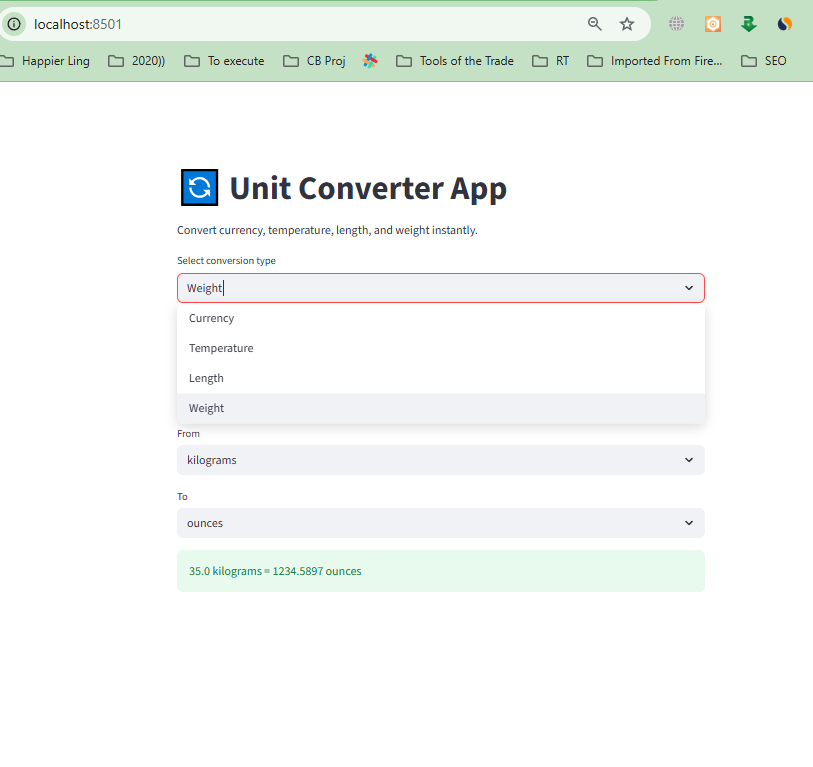 localhost:8501
Happier Ling 2020)) To execute CB Proj Tools of the Trade RT Imported From Fire... SEO
Unit Converter App
Convert currency, temperature, length, and weight instantly.
Select conversion type
Weight
Currency
Temperature
Length
Weight
From
kilograms
To
ounces
35.0 kilograms = 1234.5897 ounces